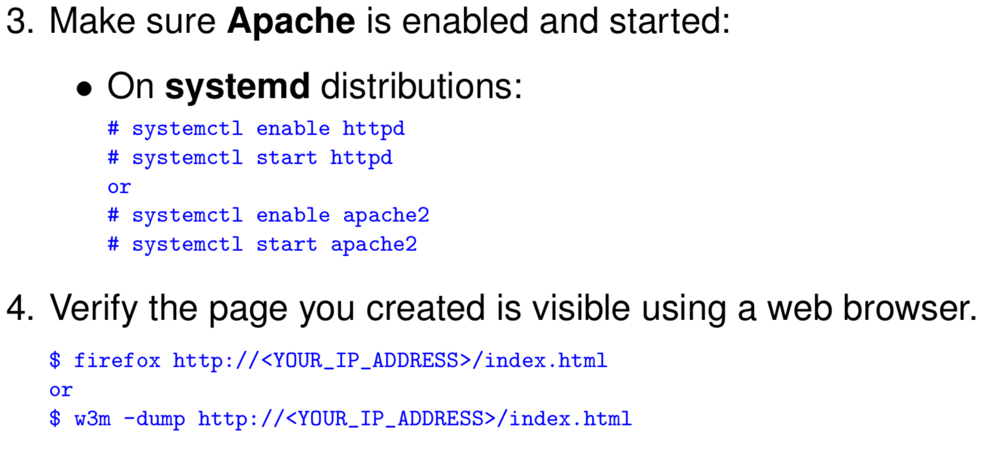 3. Make sure Apache is enabled and started:
• On systemd distributions:
# systemctl enable httpd
# systemctl start httpd
or
# systemctl enable apache2
# systemctl start apache2
4. Verify the page you created is visible using a web browser.
$ firefox http://<YOUR_IP_ADDRESS>/index.html
or
$ w3m -dump http://<YOUR_IP_ADDRESS>/index.html